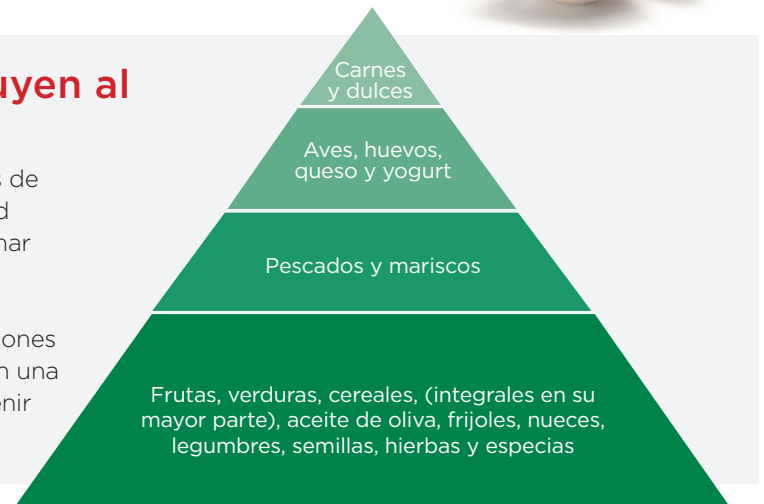 uyen al
de
nar
ones
n una
enir
Carnes
y dulces
Aves, huevos,
queso y yogurt
Pescados y mariscos
Frutas, verduras, cereales, (integrales en su
mayor parte), aceite de oliva, frijoles, nueces,
legumbres, semillas, hierbas y especias